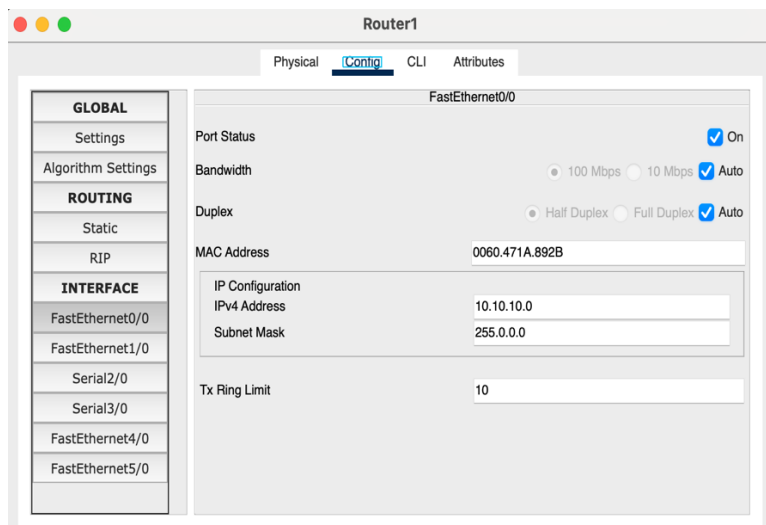 Router1
Physical Config CLI Attributes
GLOBAL
Settings
Algorithm Settings
ROUTING
Static
RIP
INTERFACE
FastEthernet0/0
FastEthernet1/0
Serial2/0
Serial3/0
FastEthernet4/0
FastEthernet5/0
FastEthernet0/0
Port Status On
Bandwidth 100 Mbps 10 Mbps Auto
Duplex Half Duplex Full Duplex Auto
MAC Address 0060.471A.892B
IP Configuration
IPv4 Address 10.10.10.0
Subnet Mask 255.0.0.0
Tx Ring Limit 10